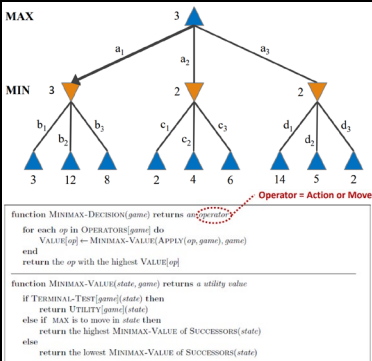 MAX
3
a1
a2
a3
MIN
3
2
2
b1
b2
b3
c1
c2
c3
d1
d2
d3
3 12 8 2 4 6 14 5 2
Operator = Action or Move
function MINIMAX-DECISION(game) returns an operator
for each op in OPERATORS[game] do
VALUE[op] ← MINIMAX-VALUE(APPLY(op, game), game)
end
return the op with the highest VALUE[op]
function MINIMAX-VALUE(state, game) returns a utility value
if TERMINAL-TEST[game](state) then
return UTILITY[game](state)
else if MAX is to move in state then
return the highest MINIMAX-VALUE of SUCCESSORS(state)
else
return the lowest MINIMAX-VALUE of SUCCESSORS(state)